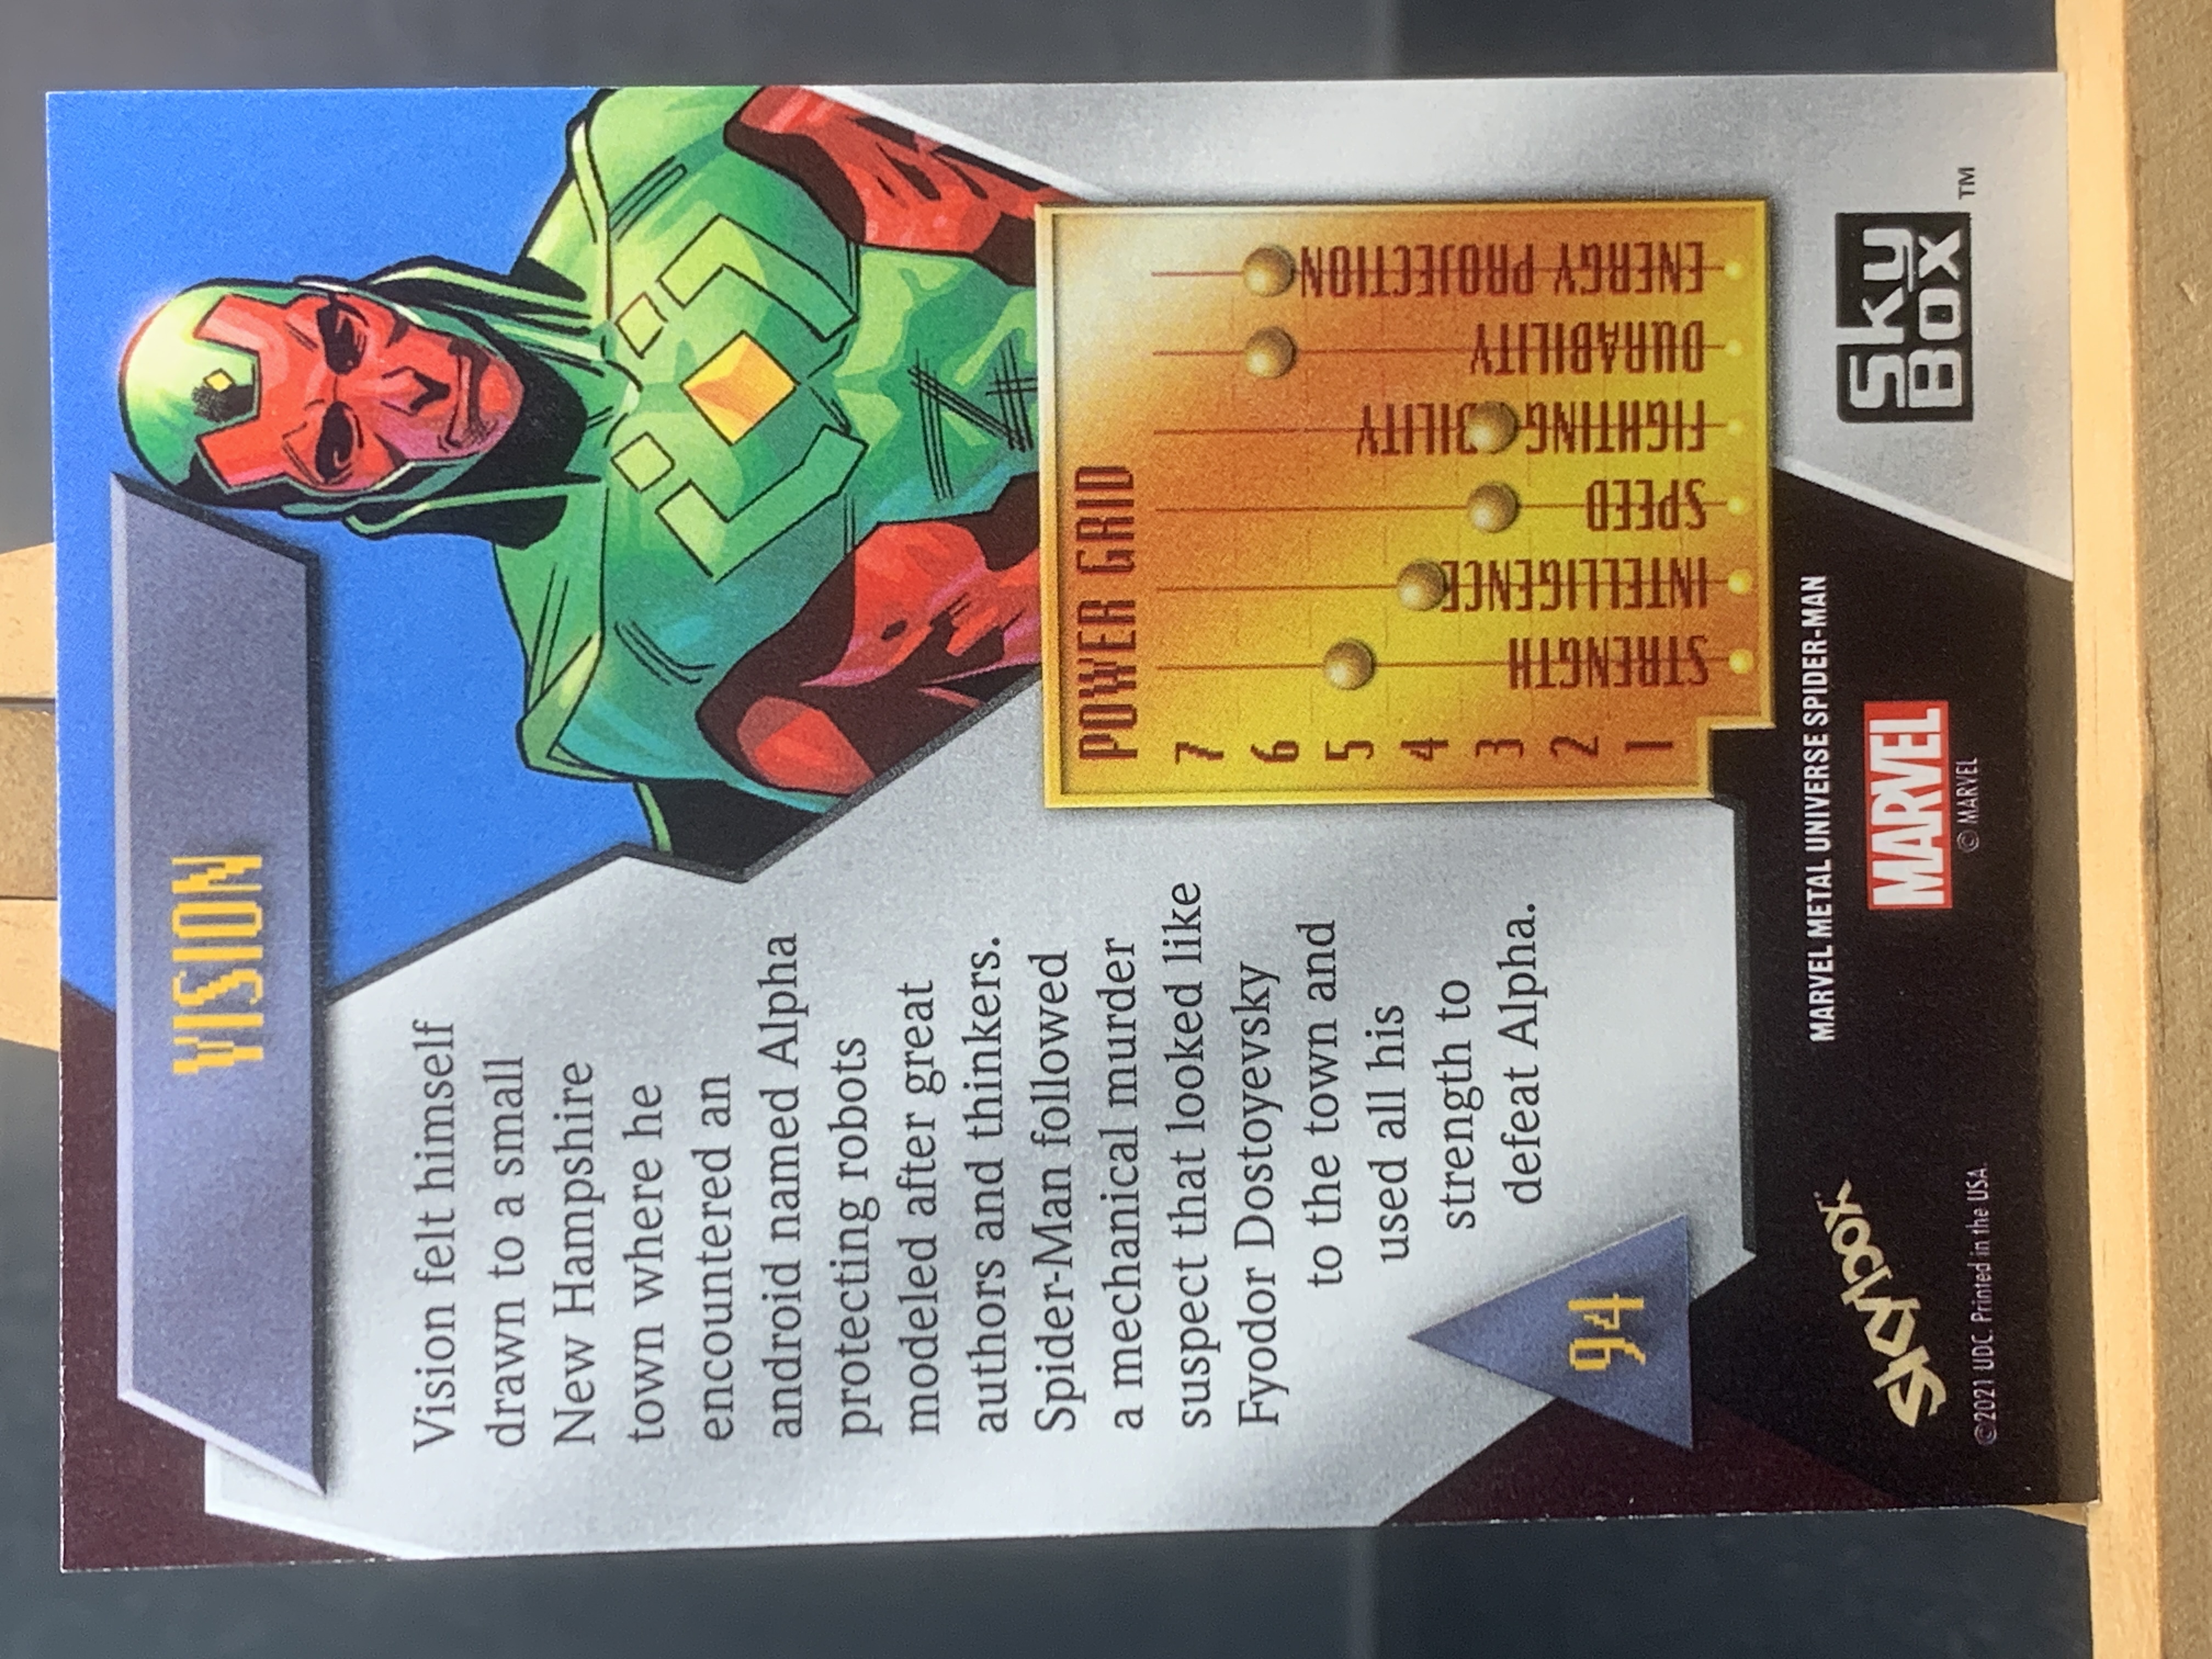 VISION
Vision felt himself
drawn to a small
New Hampshire
town where he
encountered an
android named Alpha
protecting robots
modeled after great
authors and thinkers.
Spider-Man followed
a mechanical murder
suspect that looked like
Fyodor Dostoyevsky
to the town and
used all his
strength to
defeat Alpha.
94
POWER GRID
7
6
5
4
3
2
1
STRENGTH
INTELLIGENCE
SPEED
FIGHTING ABILITY
DURABILITY
ENERGY PROJECTION
MARVEL METAL UNIVERSE SPIDER-MAN
SKYBOX
MARVEL
© MARVEL
SkyBox™
©2021 UDC. Printed in the USA